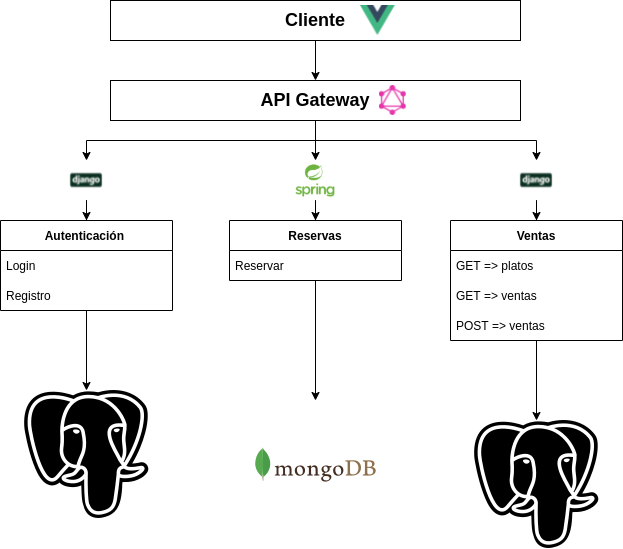 Cliente
API Gateway
django
spring
django
Autenticación
Login
Registro
Reservas
Reservar
Ventas
GET => platos
GET => ventas
POST => ventas
mongoDB